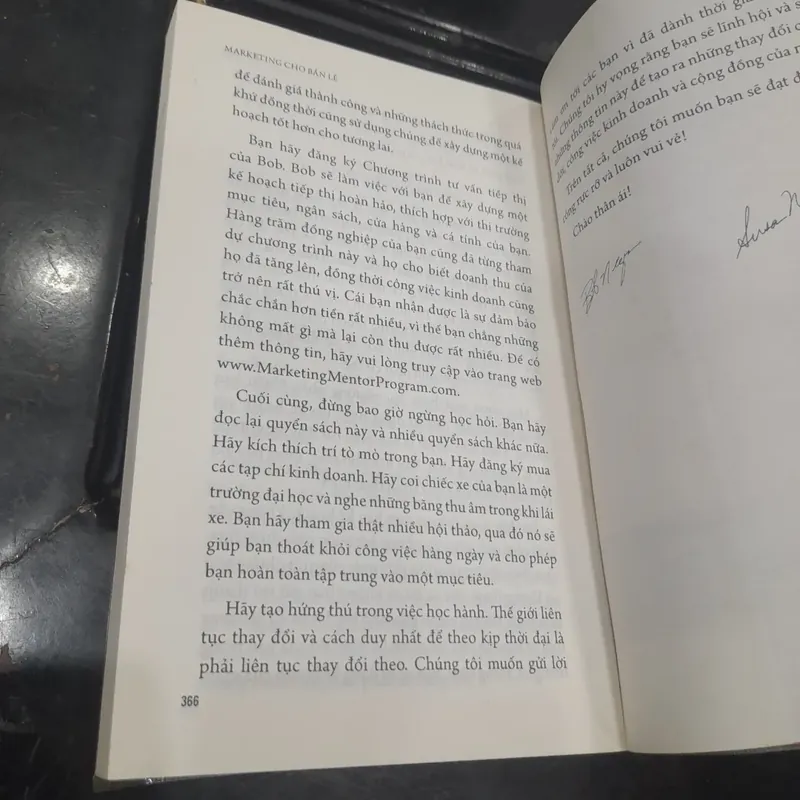 MARKETING CHO BÁN LẺ
để đánh giá thành công và những thách thức trong quá
khứ đồng thời cũng sử dụng chúng để xây dựng một kế
hoạch tốt hơn cho tương lai.
Bạn hãy đăng ký Chương trình tư vấn tiếp thị
của Bob. Bob sẽ làm việc với bạn để xây dựng một
kế hoạch tiếp thị hoàn hảo, thích hợp với thị trường
mục tiêu, ngân sách, cửa hàng và cá tính của bạn.
Hàng trăm đồng nghiệp của bạn cũng đã từng tham
dự chương trình này và họ cho biết doanh thu của
họ đã tăng lên, đồng thời công việc kinh doanh cũng
trở nên rất thú vị. Cái bạn nhận được là sự đảm bảo
chắc chắn hơn tiền rất nhiều, vì thế bạn chẳng những
không mất gì mà lại còn thu được rất nhiều. Để có
thêm thông tin, hãy vui lòng truy cập vào trang web
www.MarketingMentorProgram.com.
Cuối cùng, đừng bao giờ ngừng học hỏi. Bạn hãy
đọc lại quyển sách này và nhiều quyển sách khác nữa.
Hãy kích thích trí tò mò trong bạn. Hãy đăng ký mua
các tạp chí kinh doanh. Hãy coi chiếc xe của bạn là một
trường đại học và nghe những băng thu âm trong khi lái
xe. Bạn hãy tham gia thật nhiều hội thảo, qua đó nó sẽ
giúp bạn thoát khỏi công việc hàng ngày và cho phép
bạn hoàn toàn tập trung vào một mục tiêu.
Hãy tạo hứng thú trong việc học hành. Thế giới liên
tục thay đổi và cách duy nhất để theo kịp thời đại là
phải liên tục thay đổi theo. Chúng tôi muốn gửi lời
366
cảm ơn tới các bạn vì đã dành thời
Chúng tôi hy vọng rằng bạn sẽ lĩnh hội và
những thông tin này để tạo ra những thay đổi
công việc kinh doanh và cộng đồng của
Trên tất cả, chúng tôi muốn bạn sẽ đạt
rực rỡ và luôn vui vẻ!
Chào thân ái!